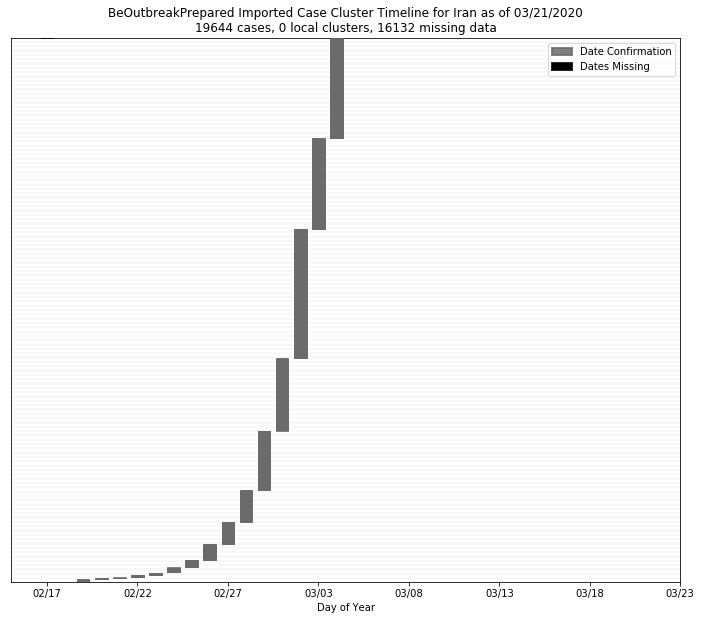 BeOutbreakPrepared Imported Case Cluster Timeline for Iran as of 03/21/2020
19644 cases, 0 local clusters, 16132 missing data
Date Confirmation
Dates Missing
02/17 02/22 02/27 03/03 03/08 03/13 03/18 03/23
Day of Year